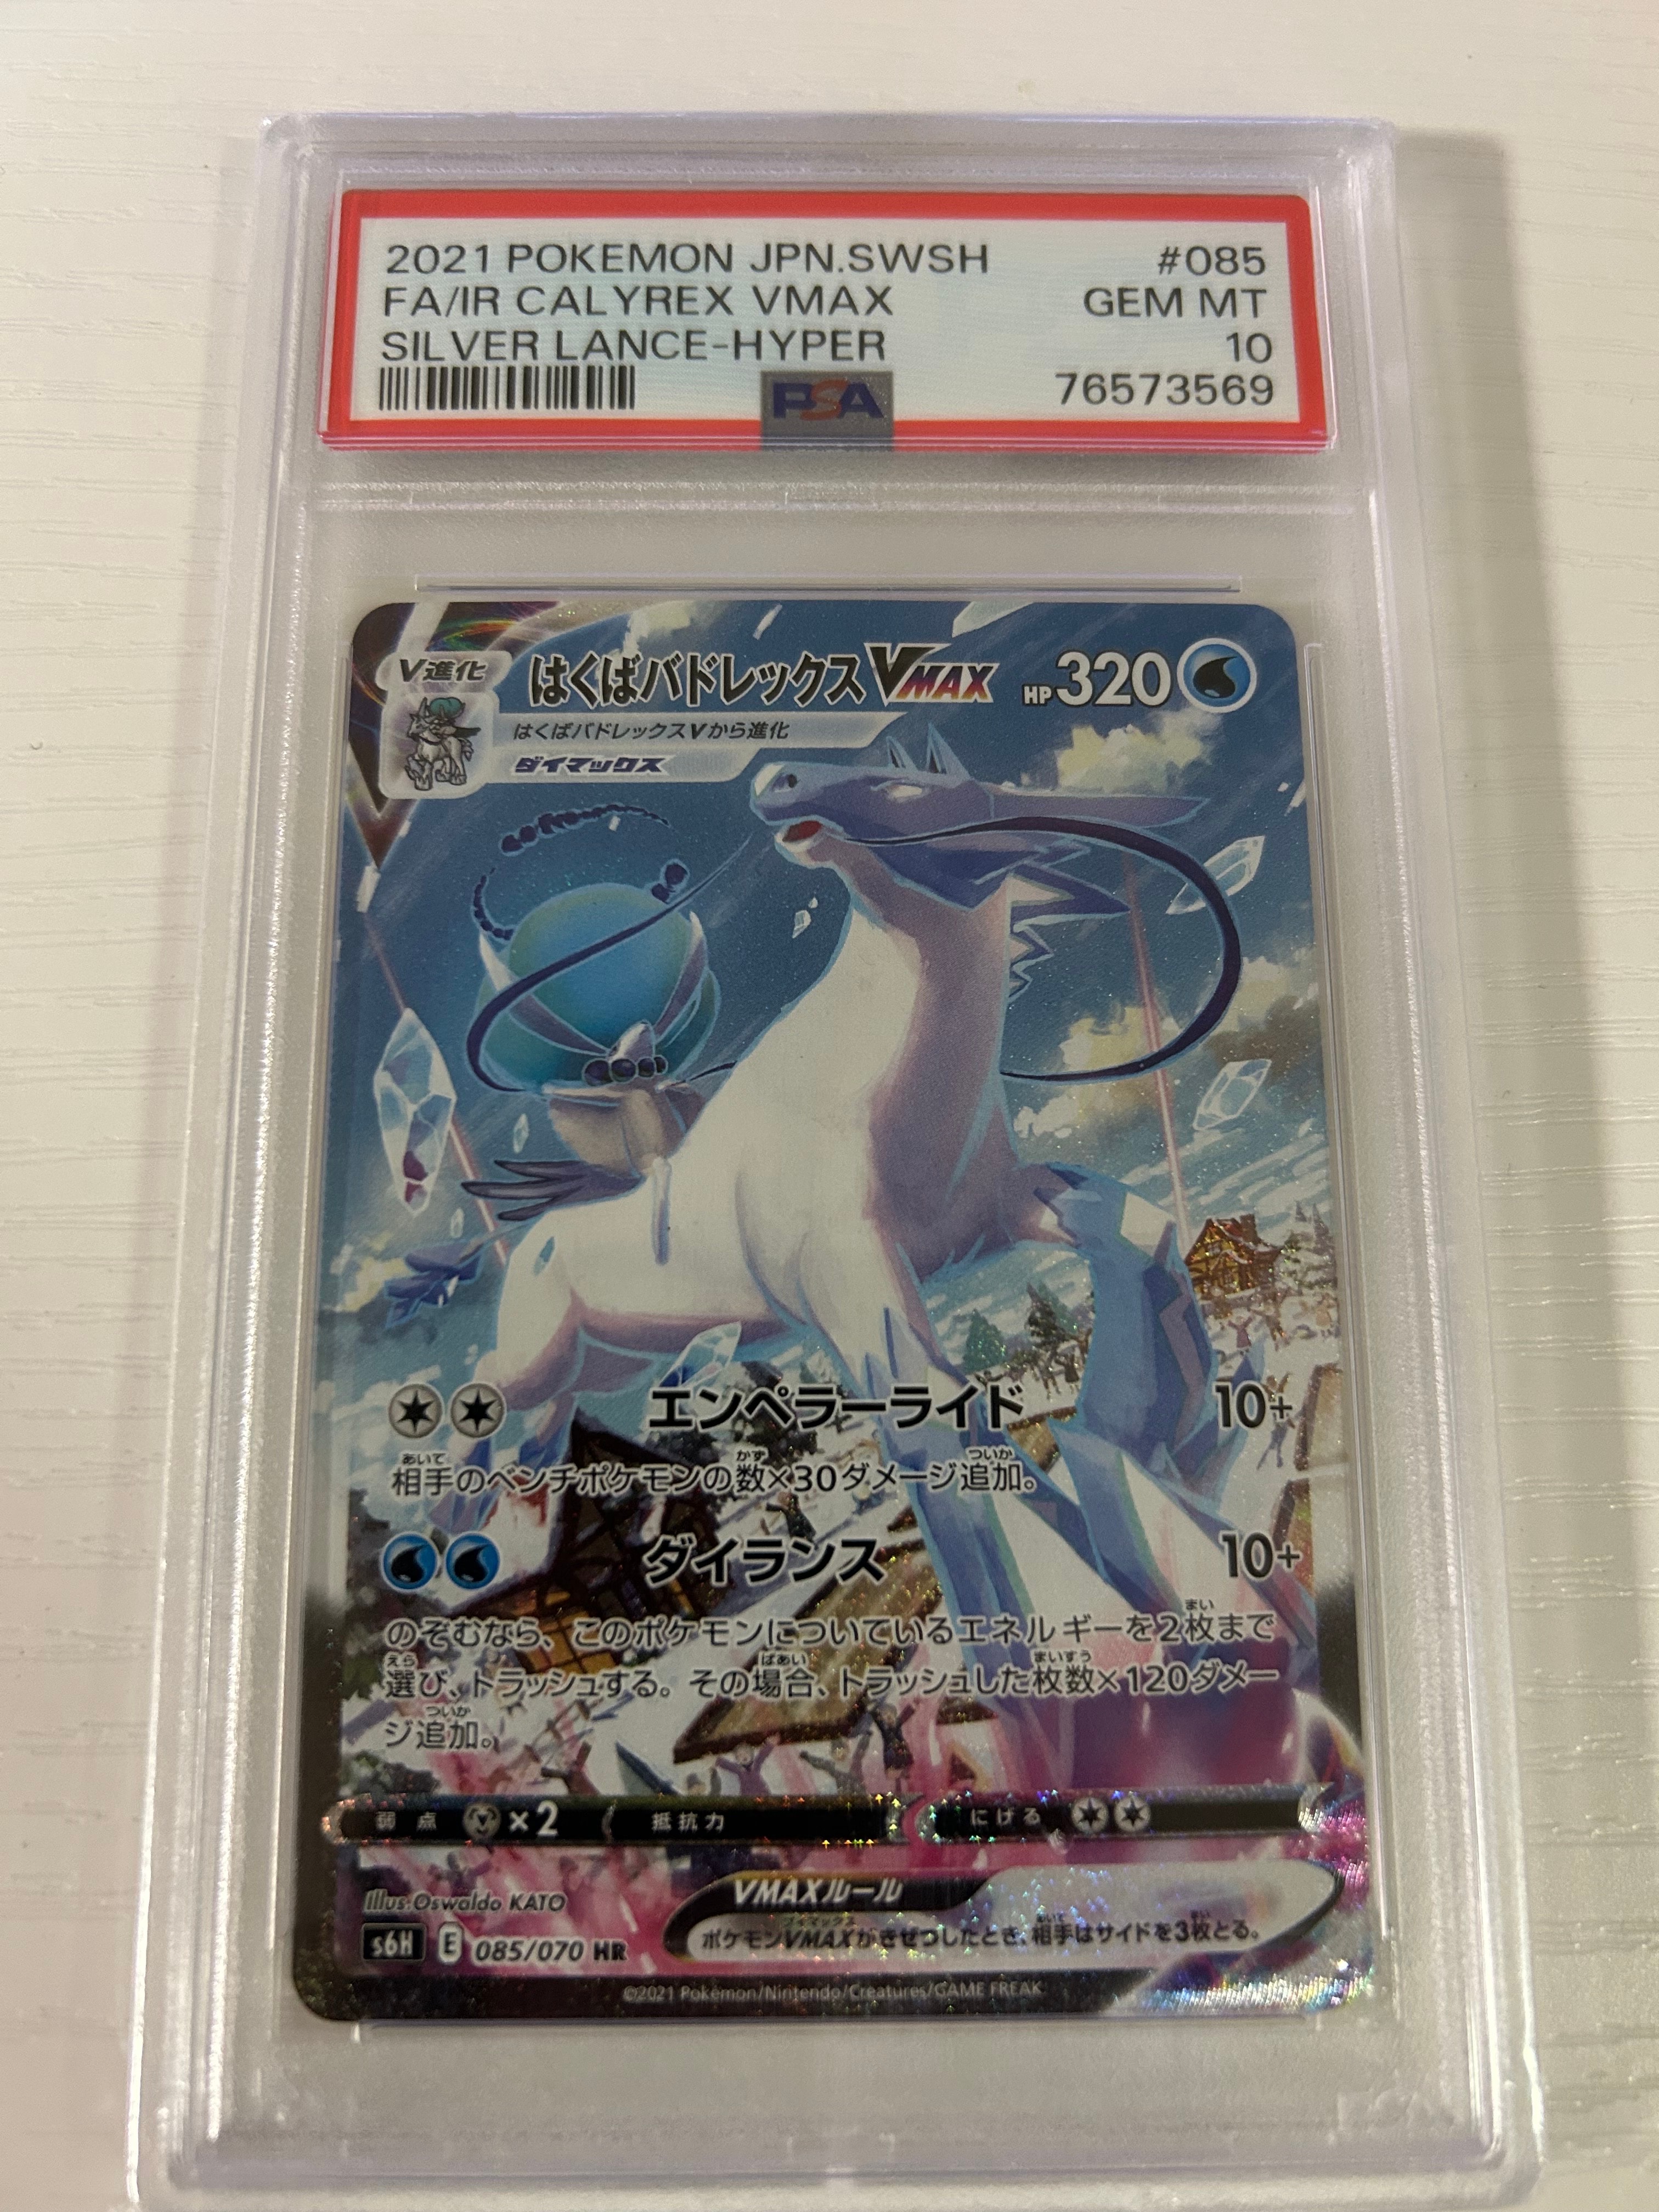 2021 POKEMON JPN.SWSH #085
FA/IR CALYREX VMAX GEM MT
SILVER LANCE-HYPER 10
PSA 76573569
V進化 はくばバドレックスVMAX HP320
はくばバドレックスVから進化
ダイマックス
エンペラーライド 10+
相手のベンチポケモンの数×30ダメージ追加。
ダイランス 10+
のぞむなら、このポケモンについているエネルギーを2枚まで
選び、トラッシュする。その場合、トラッシュした枚数×120ダメー
ジ追加。
弱点 ×2 抵抗力 にげる
Illus. Oswaldo KATO
VMAXルール
ポケモンVMAXがきぜつしたとき、相手はサイドを3枚とる。
s6H E 085/070 HR
©2021 Pokémon/Nintendo/Creatures/GAME FREAK